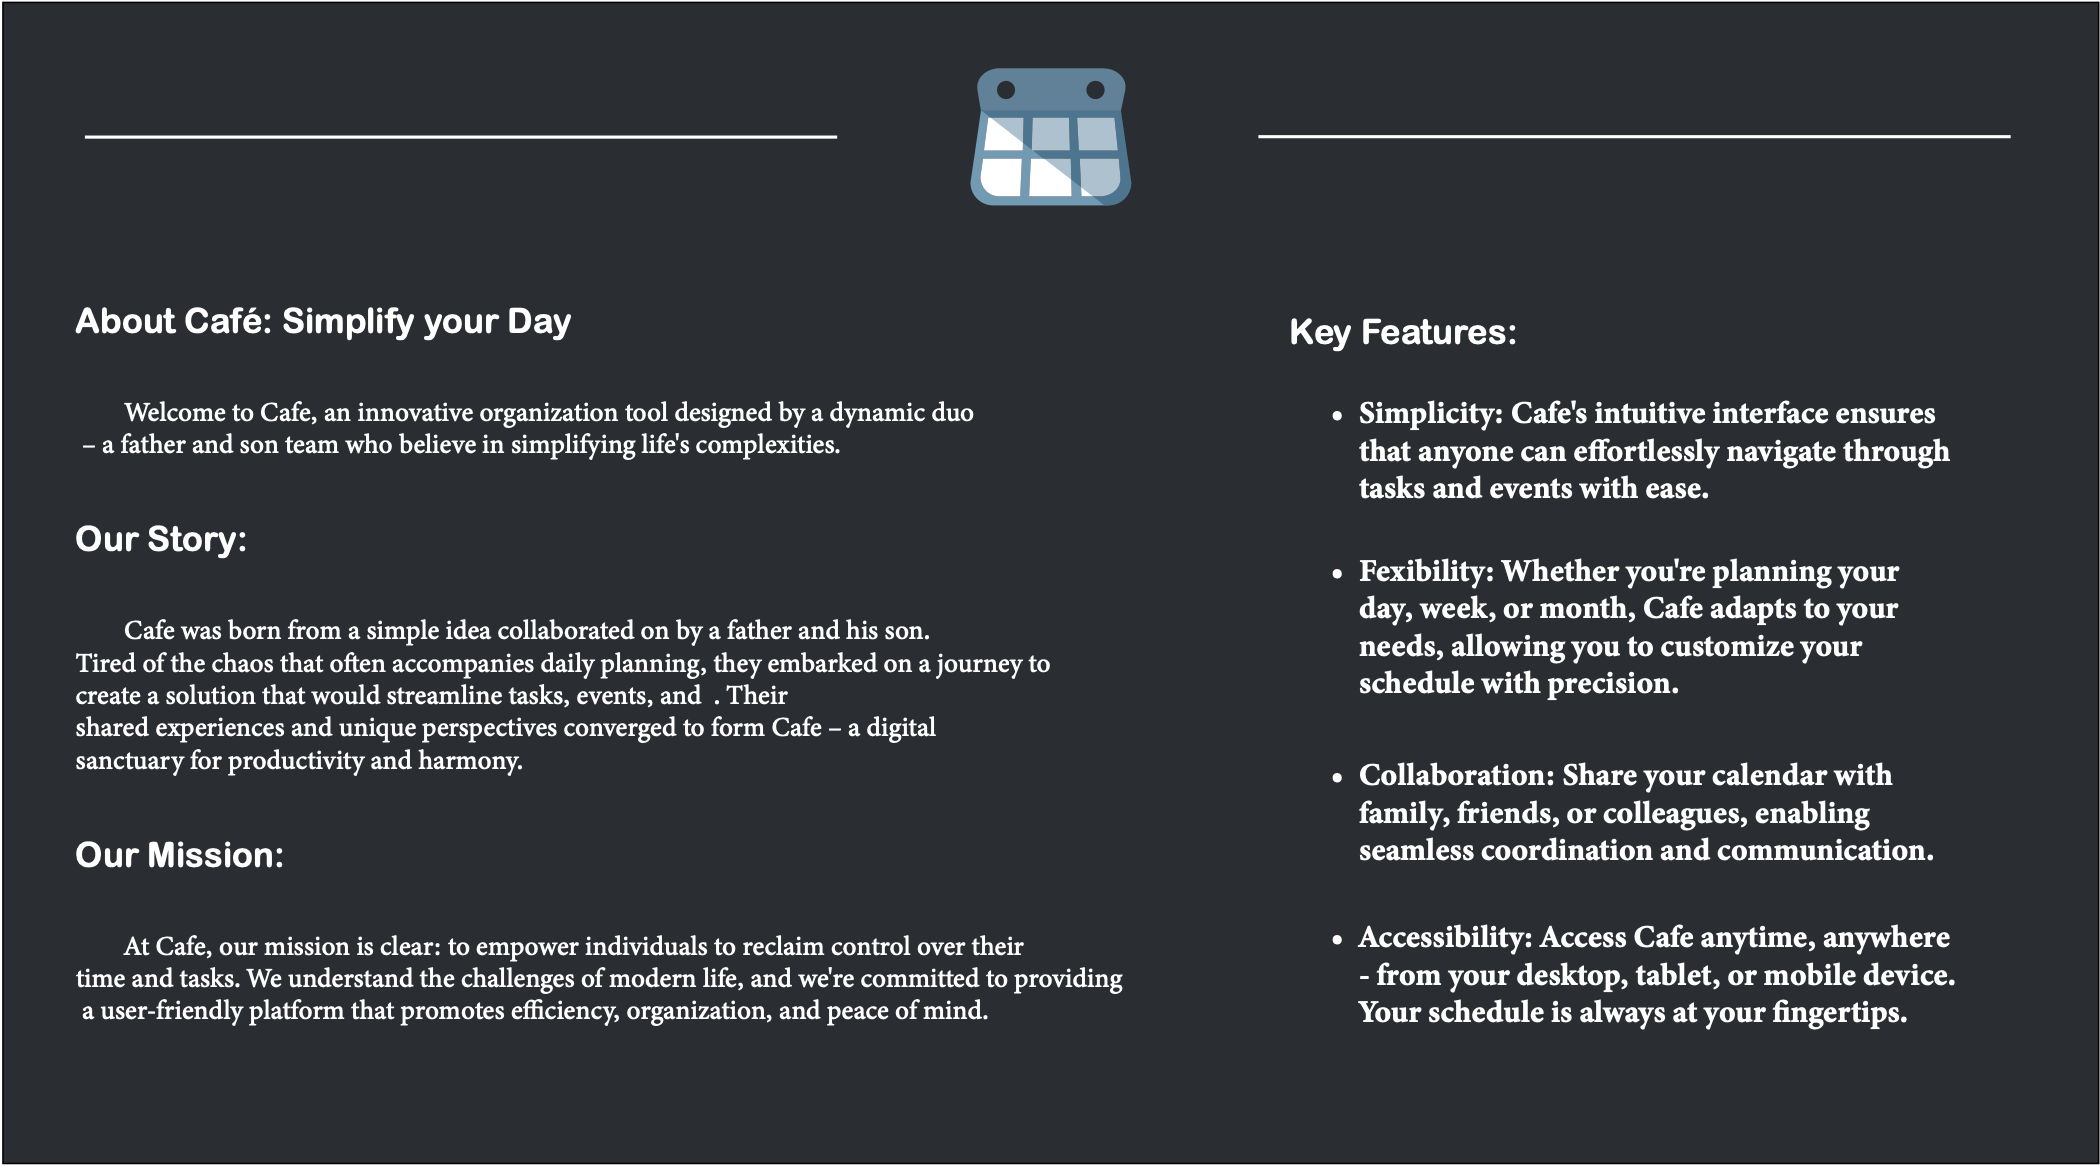 About Café: Simplify your Day
Welcome to Cafe, an innovative organization tool designed by a dynamic duo
– a father and son team who believe in simplifying life's complexities.
Our Story:
Cafe was born from a simple idea collaborated on by a father and his son.
Tired of the chaos that often accompanies daily planning, they embarked on a journey to
create a solution that would streamline tasks, events, and  . Their
shared experiences and unique perspectives converged to form Cafe – a digital
sanctuary for productivity and harmony.
Our Mission:
At Cafe, our mission is clear: to empower individuals to reclaim control over their
time and tasks. We understand the challenges of modern life, and we're committed to providing
a user-friendly platform that promotes efficiency, organization, and peace of mind.
Key Features:
• Simplicity: Cafe's intuitive interface ensures
that anyone can effortlessly navigate through
tasks and events with ease.
• Fexibility: Whether you're planning your
day, week, or month, Cafe adapts to your
needs, allowing you to customize your
schedule with precision.
• Collaboration: Share your calendar with
family, friends, or colleagues, enabling
seamless coordination and communication.
• Accessibility: Access Cafe anytime, anywhere
- from your desktop, tablet, or mobile device.
Your schedule is always at your fingertips.